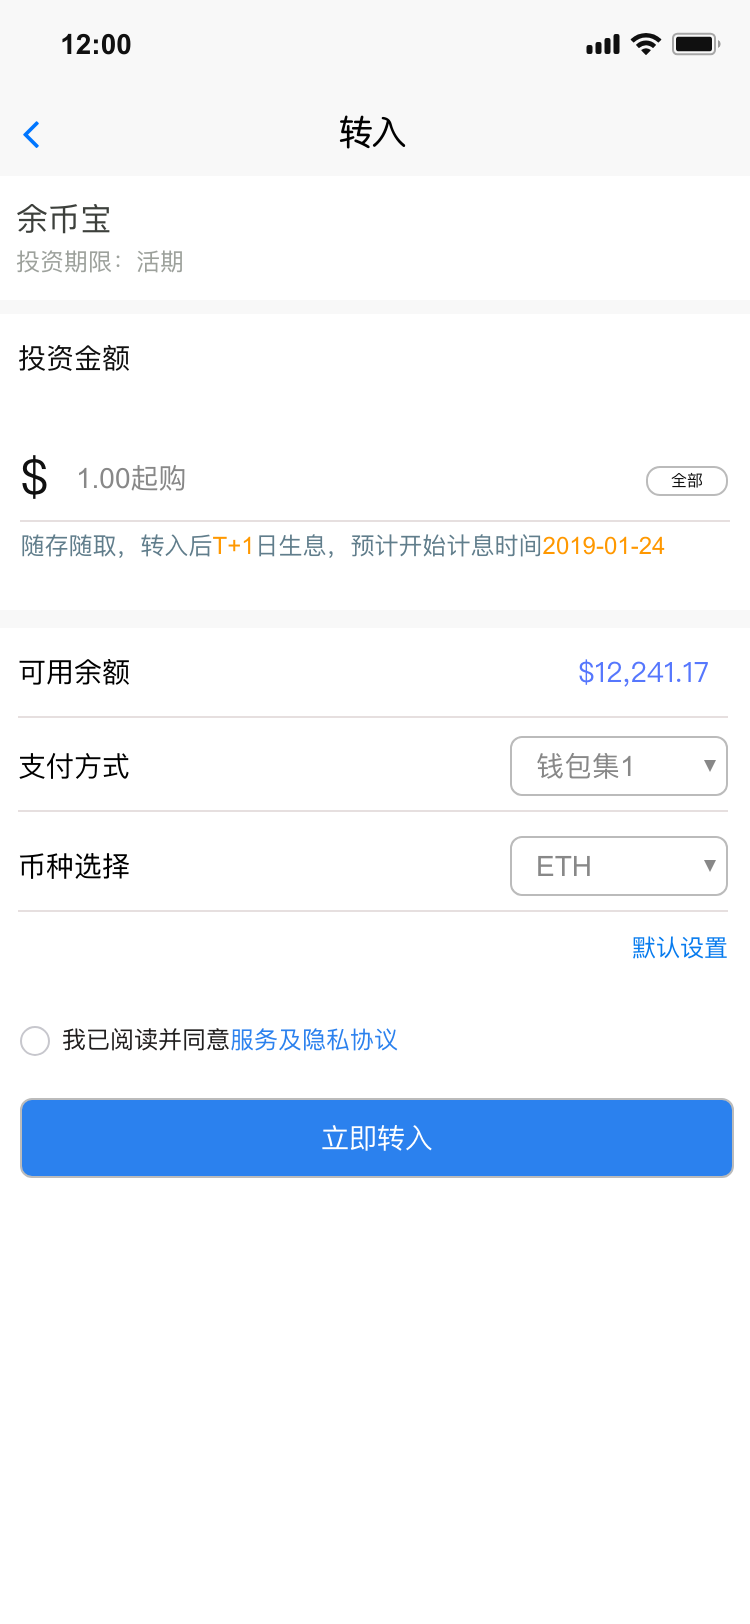 12:00
转入
余币宝
投资期限：活期
投资金额
$ 1.00起购 全部
随存随取，转入后T+1日生息，预计开始计息时间2019-01-24
可用余额 $12,241.17
支付方式 钱包集1 ▼
币种选择 ETH ▼
默认设置
我已阅读并同意服务及隐私协议
立即转入